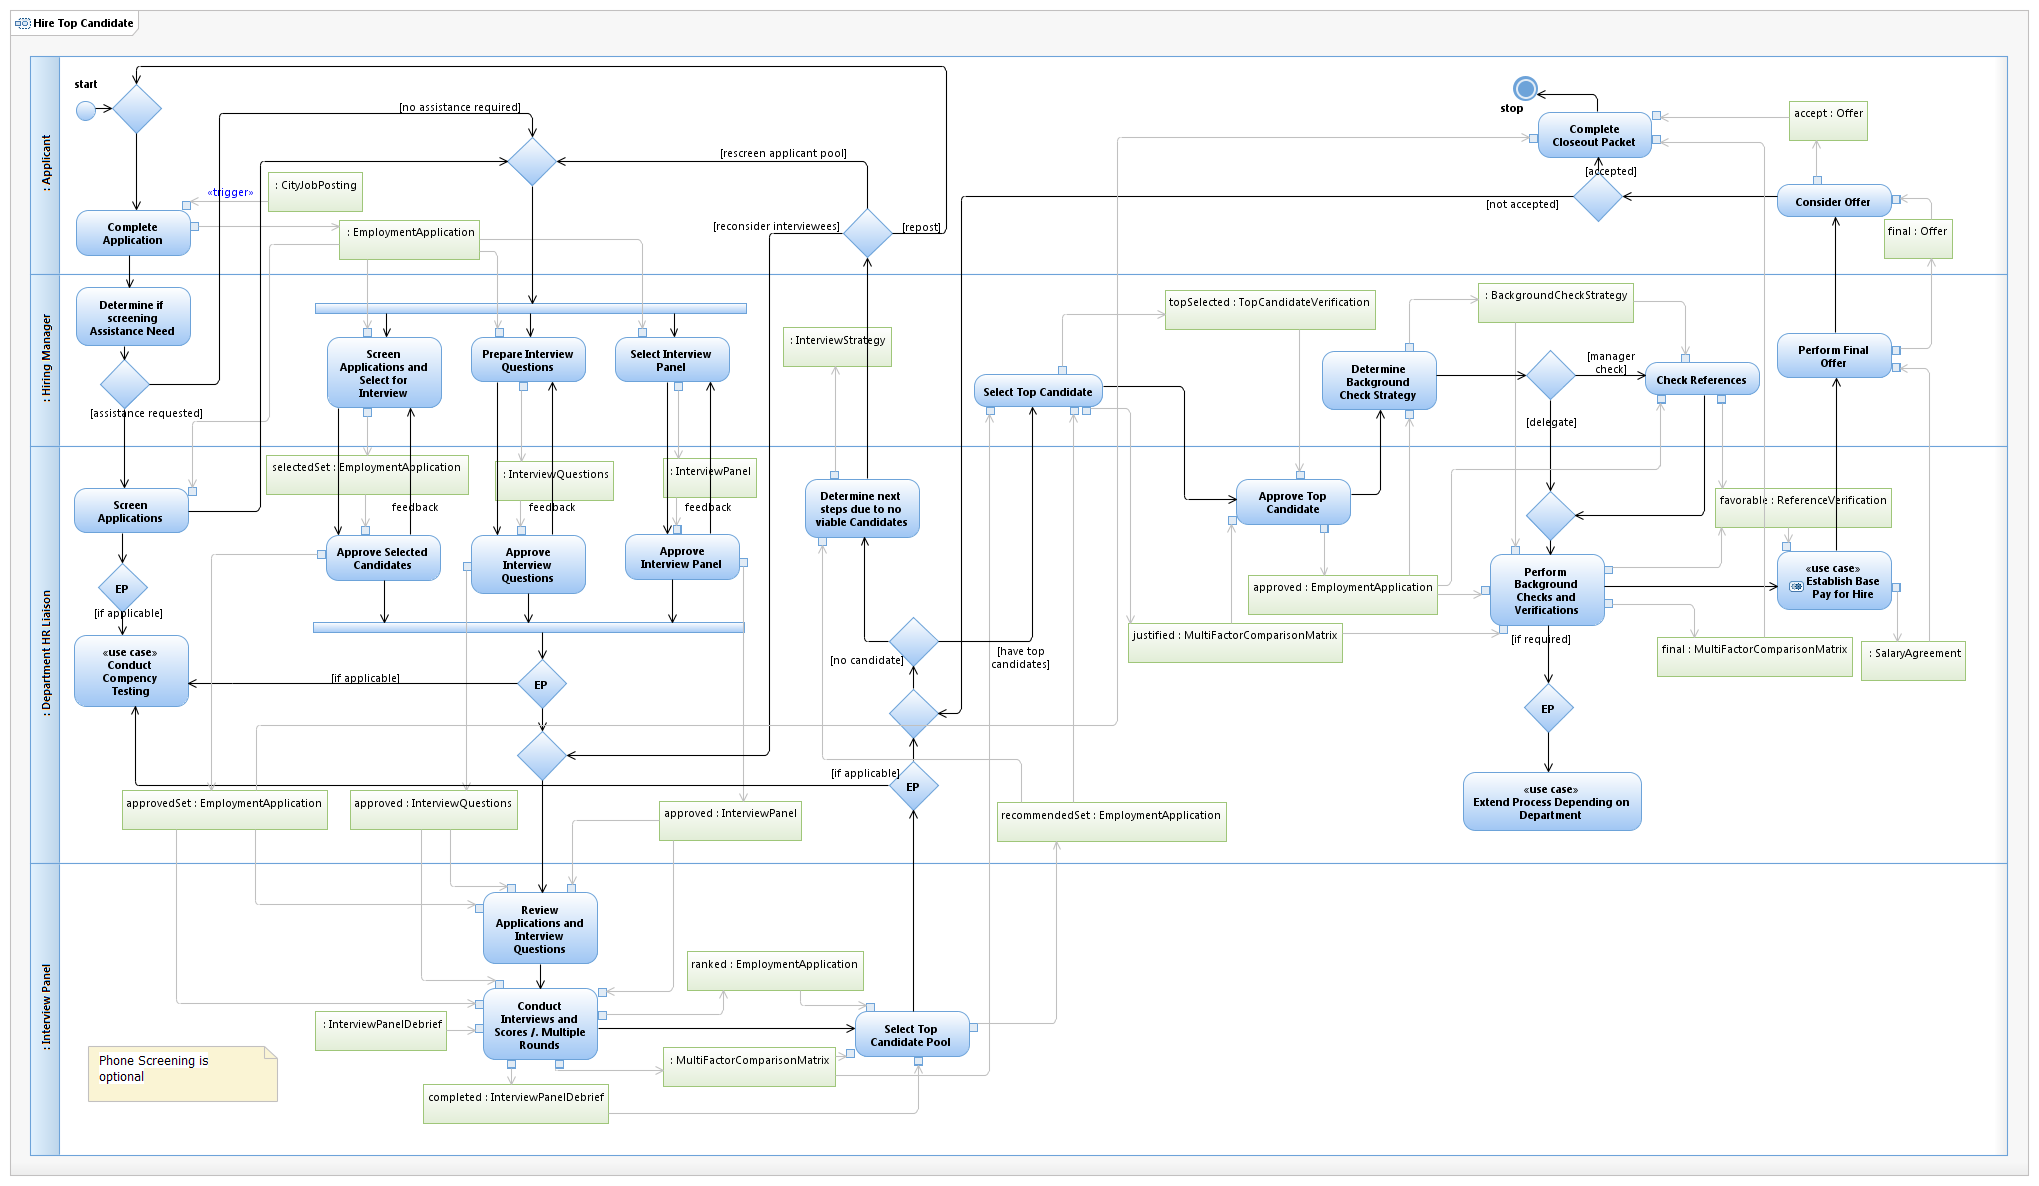 Hire Top Candidate
: Applicant
start
[no assistance required]
[rescreen applicant pool]
stop
Complete
Closeout Packet
accept : Offer
[accepted]
«trigger»
: CityJobPosting
[not accepted]
Consider Offer
Complete
Application
: EmploymentApplication
[reconsider interviewees]
[repost]
final : Offer
: Hiring Manager
Determine if
screening
Assistance Need
topSelected : TopCandidateVerification
: BackgroundCheckStrategy
: InterviewStrategy
Screen
Applications and
Select for
Interview
Prepare Interview
Questions
Select Interview
Panel
Select Top Candidate
Determine
Background
Check Strategy
[manager
check]
Check References
Perform Final
Offer
[assistance requested]
[delegate]
: Department HR Liaison
selectedSet : EmploymentApplication
: InterviewQuestions
: InterviewPanel
Screen
Applications
feedback
feedback
feedback
Determine next
steps due to no
viable Candidates
Approve Top
Candidate
favorable : ReferenceVerification
Approve Selected
Candidates
Approve
Interview
Questions
Approve
Interview Panel
EP
[if applicable]
approved : EmploymentApplication
Perform
Background
Checks and
Verifications
«use case»
Establish Base
Pay for Hire
«use case»
Conduct
Compency
Testing
[if applicable]
EP
[no candidate]
[have top
candidates]
justified : MultiFactorComparisonMatrix
[if required]
final : MultiFactorComparisonMatrix
: SalaryAgreement
EP
[if applicable]
EP
approvedSet : EmploymentApplication
approved : InterviewQuestions
approved : InterviewPanel
recommendedSet : EmploymentApplication
«use case»
Extend Process Depending on
Department
: Interview Panel
Review
Applications and
Interview
Questions
ranked : EmploymentApplication
Conduct
Interviews and
Scores /. Multiple
Rounds
: InterviewPanelDebrief
Select Top
Candidate Pool
: MultiFactorComparisonMatrix
completed : InterviewPanelDebrief
Phone Screening is
optional